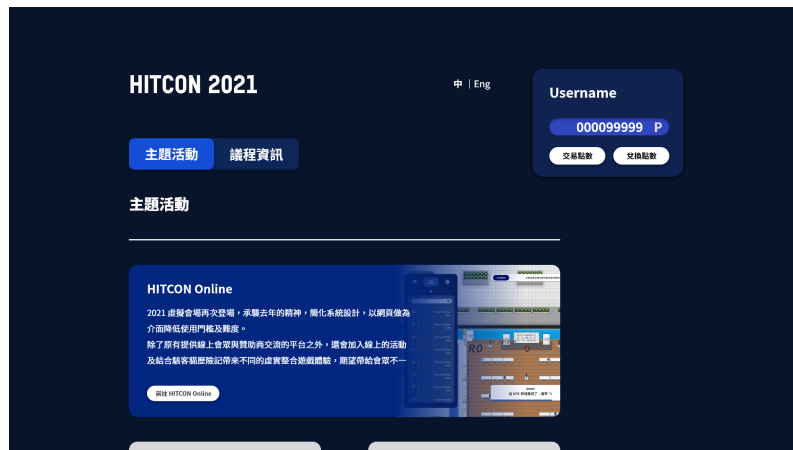 HITCON 2021
中 | Eng
Username
000099999 P
交易點數
兌換點數
主題活動
議程資訊
主題活動
HITCON Online
2021 虛擬會場再次登場，承襲去年的精神，簡化系統設計，以網頁做為
介面降低使用門檻及難度。
除了原有提供線上會眾與贊助商交流的平台之外，還會加入線上的活動
及結合駭客貓歷險記帶來不同的虛實整合遊戲體驗，期望帶給會眾不一
前往 HITCON Online
RO